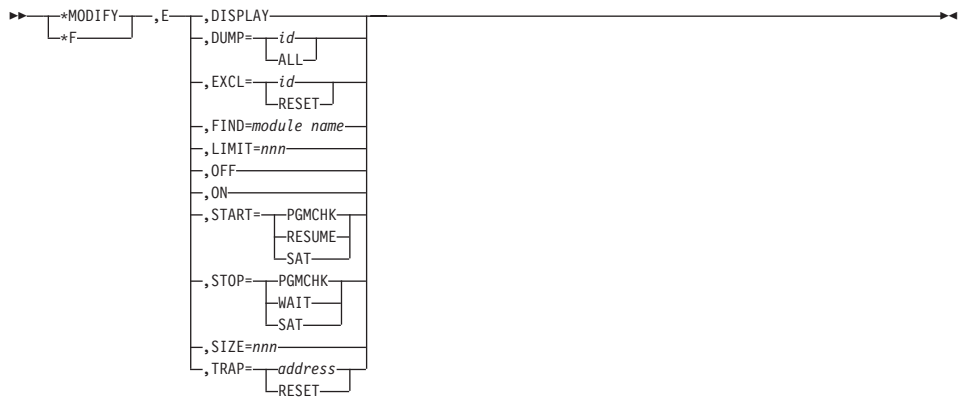 *MODIFY ,E ,DISPLAY
*F ,DUMP= id
ALL
,EXCL= id
RESET
,FIND=module name
,LIMIT=nnn
,OFF
,ON
,START= PGMCHK
RESUME
SAT
,STOP= PGMCHK
WAIT
SAT
,SIZE=nnn
,TRAP= address
RESET